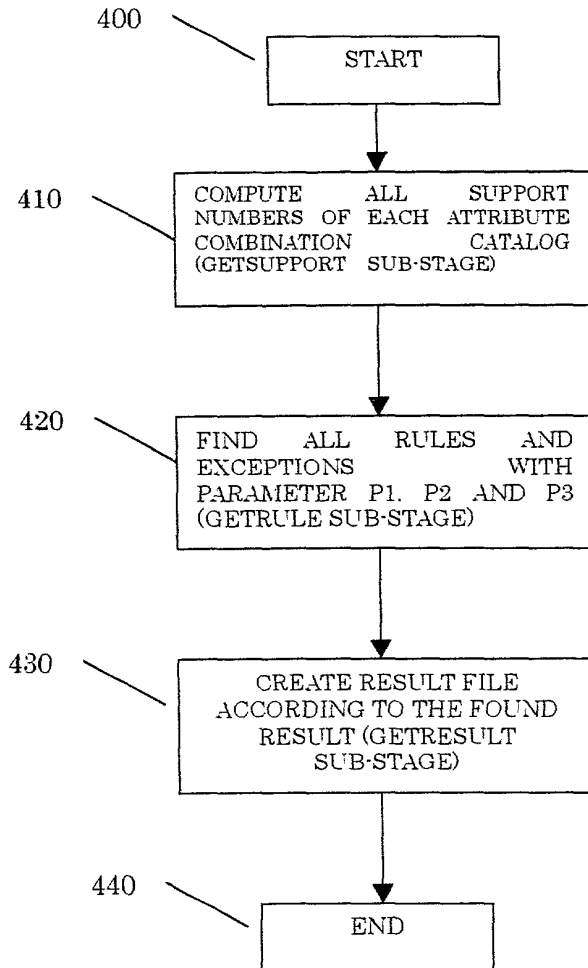 400
START
410
COMPUTE ALL SUPPORT
NUMBERS OF EACH ATTRIBUTE
COMBINATION CATALOG
(GETSUPPORT SUB-STAGE)
420
FIND ALL RULES AND
EXCEPTIONS WITH
PARAMETER P1. P2 AND P3
(GETRULE SUB-STAGE)
430
CREATE RESULT FILE
ACCORDING TO THE FOUND
RESULT (GETRESULT
SUB-STAGE)
440
END